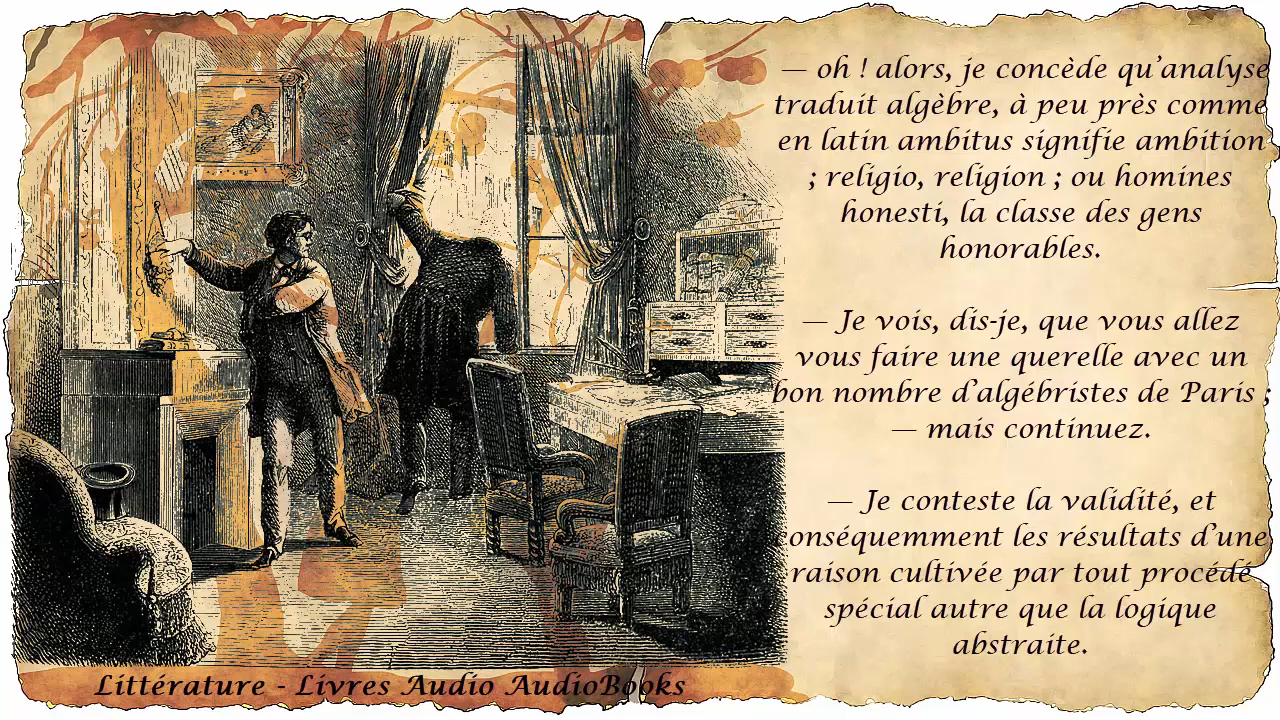 — oh ! alors, je concède qu’analyse
traduit algèbre, à peu près comme
en latin ambitus signifie ambition
; religio, religion ; ou homines
honesti, la classe des gens
honorables.
— Je vois, dis-je, que vous allez
vous faire une querelle avec un
bon nombre d’algébristes de Paris ;
— mais continuez.
— Je conteste la validité, et
conséquemment les résultats d’une
raison cultivée par tout procédé
spécial autre que la logique
abstraite.
Littérature - Livres Audio AudioBooks